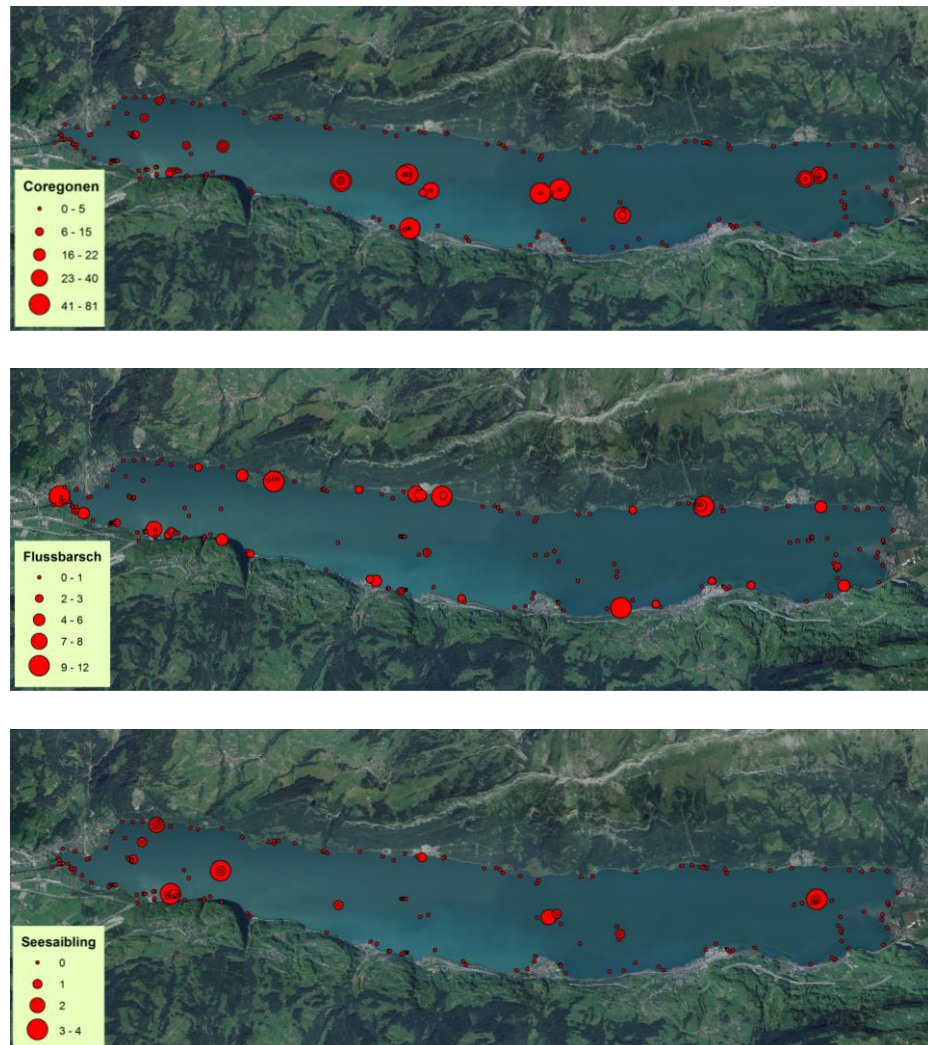 Coregonen
0 - 5
6 - 15
16 - 22
23 - 40
41 - 81
Flussbarsch
0 - 1
2 - 3
4 - 6
7 - 8
9 - 12
Seesaibling
0
1
2
3 - 4